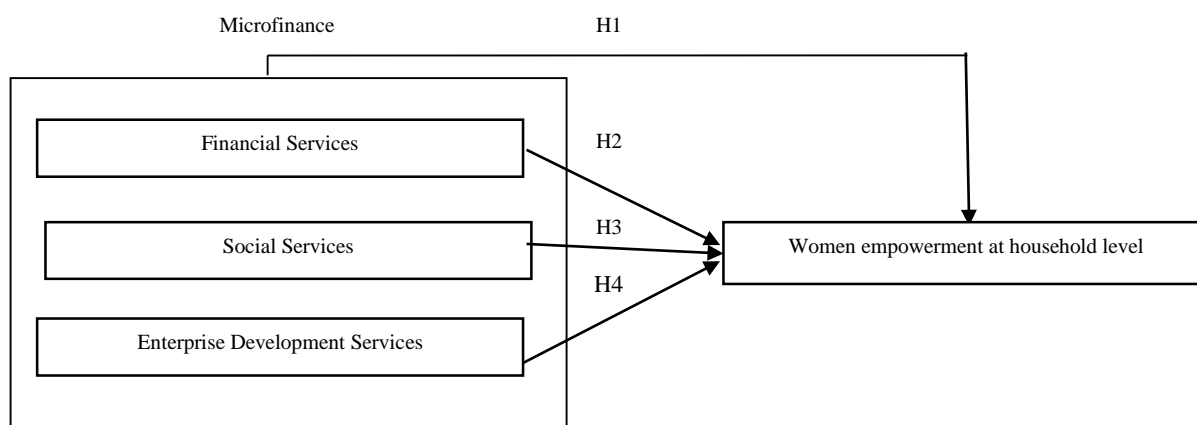 Microfinance
H1
Financial Services
H2
Social Services
H3
Women empowerment at household level
H4
Enterprise Development Services